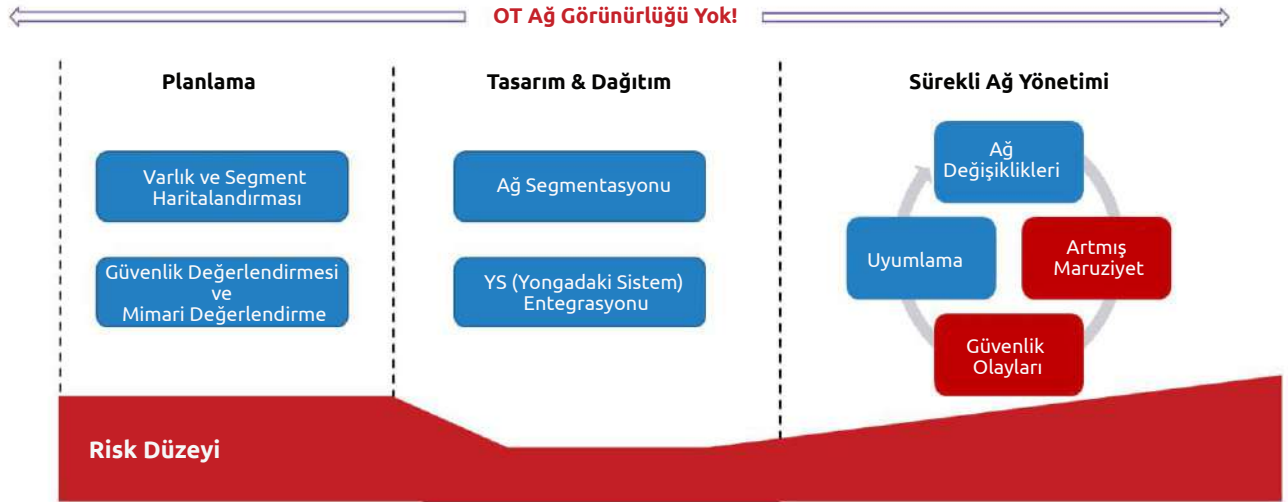 OT Ağ Görünürlüğü Yok!
Planlama
Varlık ve Segment
Haritalandırması
Güvenlik Değerlendirmesi
ve
Mimari Değerlendirme
Tasarım & Dağıtım
Ağ Segmentasyonu
YS (Yongadaki Sistem)
Entegrasyonu
Sürekli Ağ Yönetimi
Ağ
Değişiklikleri
Artmış
Maruziyet
Güvenlik
Olayları
Uyumlama
Risk Düzeyi